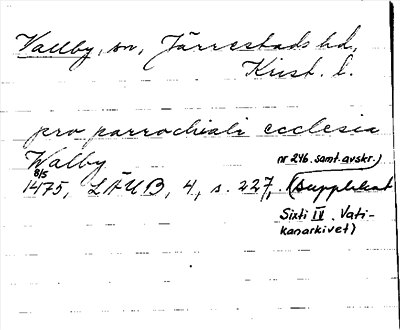 Vallby, sn, Järrestads hd,
Krist. l.
pro parrochiali ecclesia
Walby
nr 246. samt. avskr.)
8/5
1475, LÄUB, 4, s. 227, (supplikat
Sixti IV. Vati-
kanarkivet)